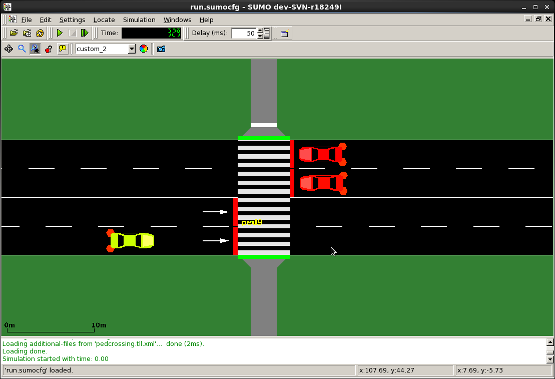 run.sumocfg - SUMO dev-SVN-r18249!
File Edit Settings Locate Simulation Windows Help
Time: Delay (ms): 50
custom_2
0m 10m
Loading additional-files from 'pedcrossing.tll.xml'... done (2ms).
Loading done.
Simulation started with time: 0.00
'run.sumocfg' loaded. x:107.69, y:44.27 x:7.69, y:-5.73